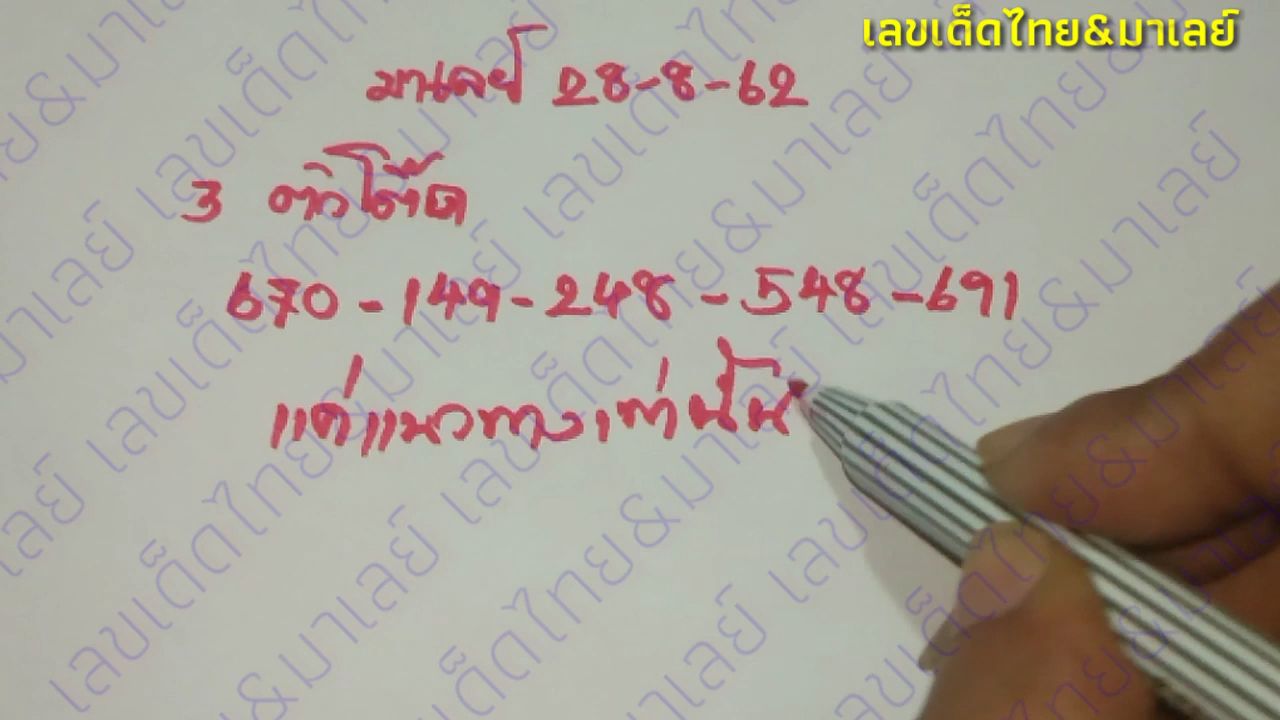 เลขเด็ดไทย&มาเลย์
มาเลย์ 28-8-62
3 ตัวโต๊ด
670-149-248-548-691
แค่แนวทางเท่านั้น